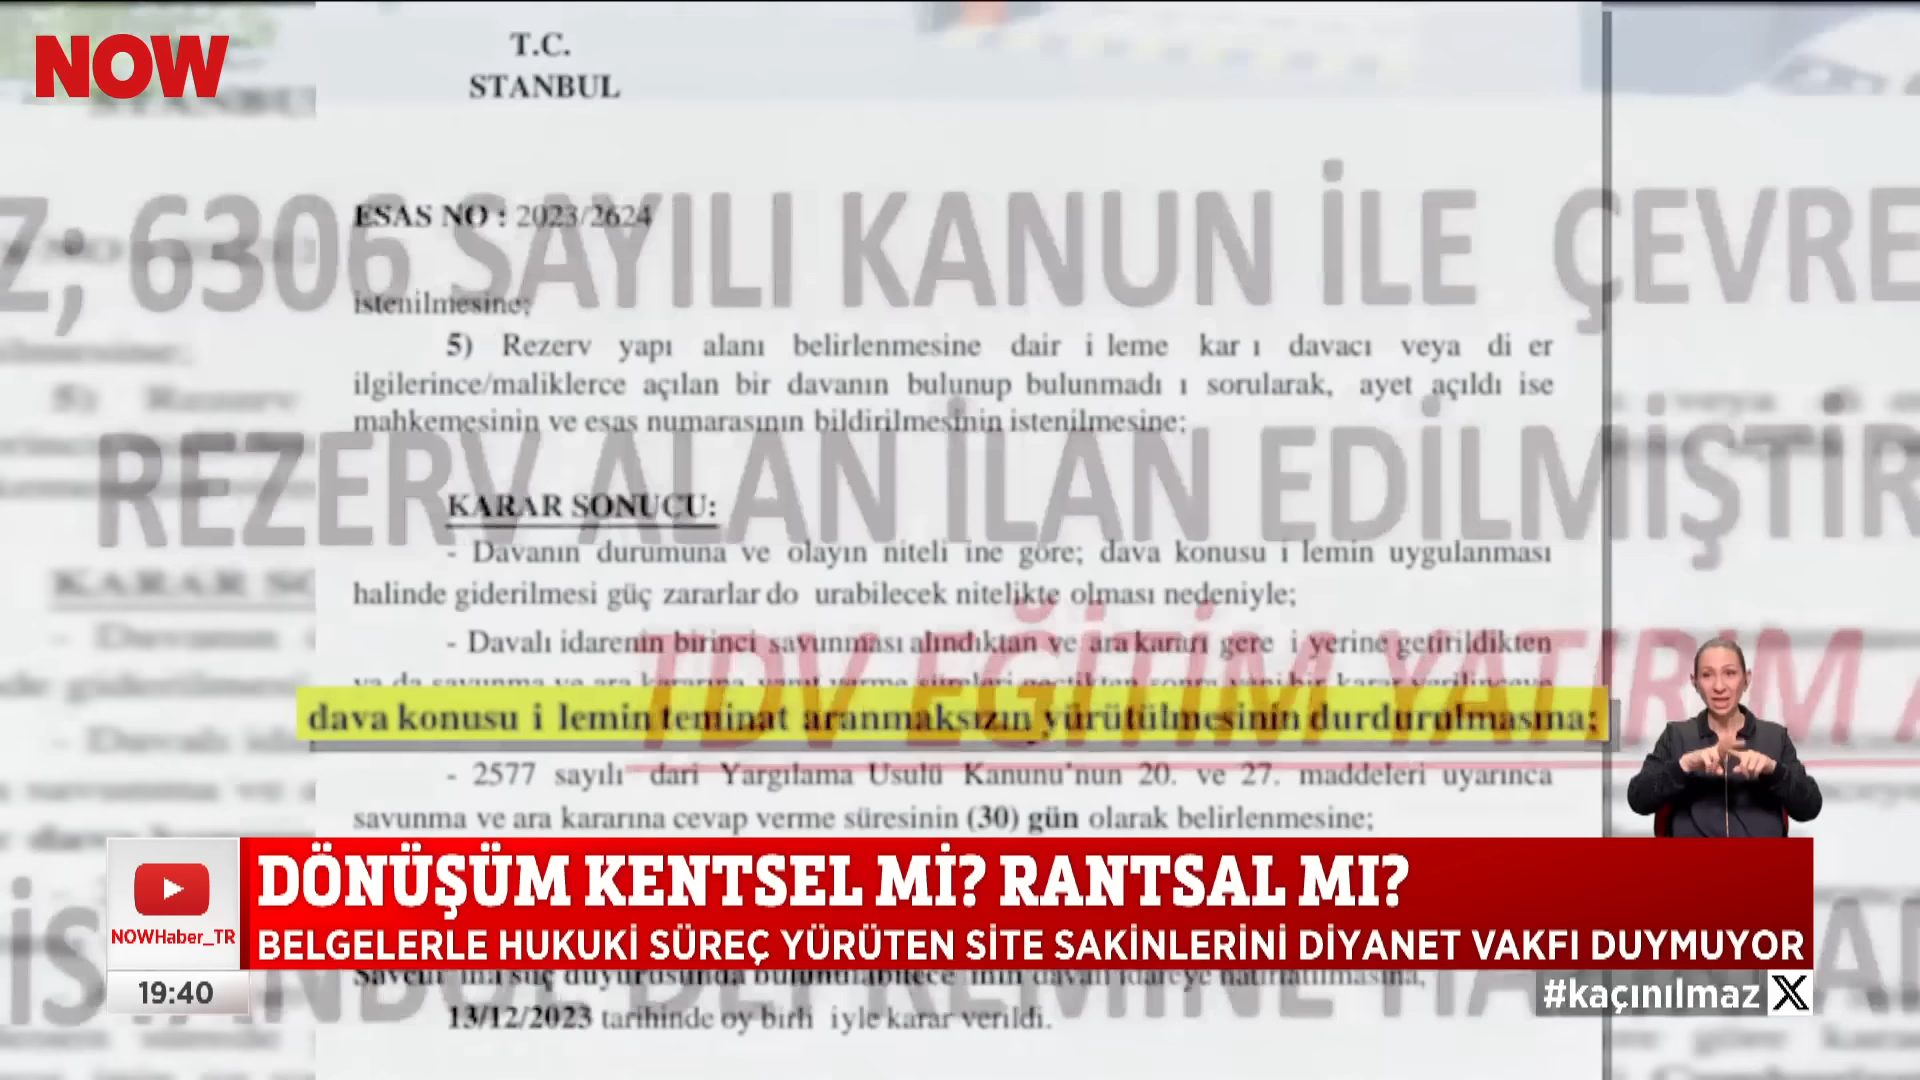 NOW
T.C.
STANBUL
Z; 6306 SAYILI KANUN İLE ÇEVRE
ESAS NO : 2023/2624
istenilmesine;
5) Rezerv yapı alanı belirlenmesine dair i leme kar ı davacı veya di er
ilgilerince/maliklerce açılan bir davanın bulunup bulunmadı ı sorularak, ayet açıldı ise
mahkemesinin ve esas numarasının bildirilmesinin istenilmesine;
REZERV ALAN İLAN EDİLMİŞTİR
KARAR SONUCU:
- Davanın durumuna ve olayın niteli ine göre; dava konusu i lemin uygulanması
halinde giderilmesi güç zararlar do urabilecek nitelikte olması nedeniyle;
- Davalı idarenin birinci savunması alındıktan ve ara kararı gere i yerine getirildikten
TDV EĞİTİM YATIRIM A
dava konusu i lemin teminat aranmaksızın yürütülmesinin durdurulmasına;
- 2577 sayılı dari Yargılama Usulü Kanunu'nun 20. ve 27. maddeleri uyarınca
savunma ve ara kararına cevap verme süresinin (30) gün olarak belirlenmesine;
DÖNÜŞÜM KENTSEL Mİ? RANTSAL MI?
NOWHaber_TR
BELGELERLE HUKUKİ SÜREÇ YÜRÜTEN SİTE SAKİNLERİNİ DİYANET VAKFI DUYMUYOR
19:40
#kaçınılmaz X
13/12/2023 tarihinde oy birli iyle karar verildi.